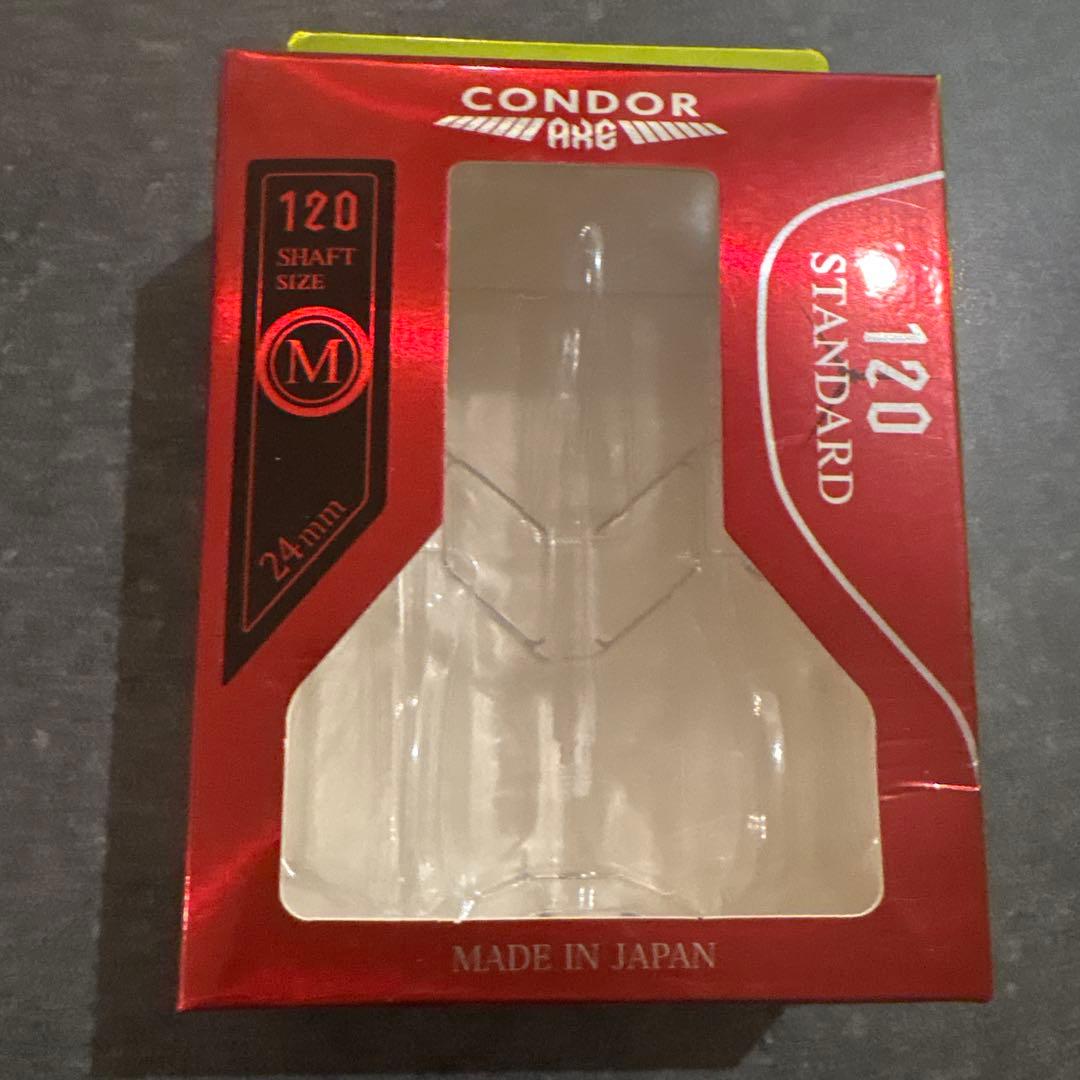 CONDOR
AXE
120
SHAFT
SIZE
M
24mm
120
STANDARD
MADE IN JAPAN